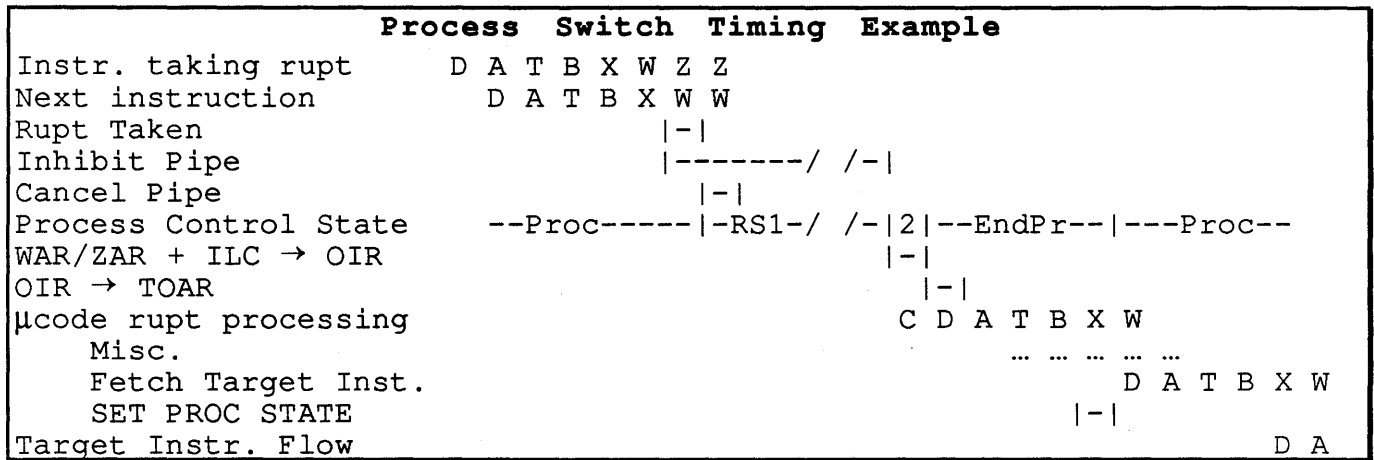 Process Switch Timing Example
Instr. taking rupt D A T B X W Z Z
Next instruction D A T B X W W
Rupt Taken |-|
Inhibit Pipe |-------/ /-|
Cancel Pipe |-|
Process Control State --Proc-----|-RS1-/ /-|2|--EndPr--|---Proc--
WAR/ZAR + ILC → OIR |-|
OIR → TOAR |-|
μcode rupt processing C D A T B X W
Misc. … … … … …
Fetch Target Inst. D A T B X W
SET PROC STATE |-|
Target Instr. Flow D A